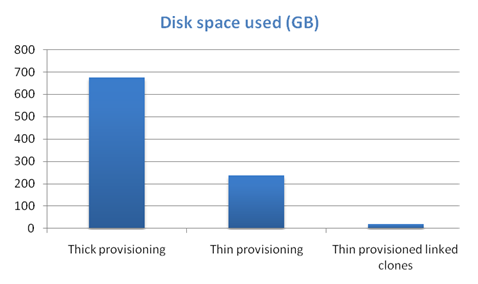 Disk space used (GB)
800
700
600
500
400
300
200
100
0
Thick provisioning
Thin provisioning
Thin provisioned linked
clones